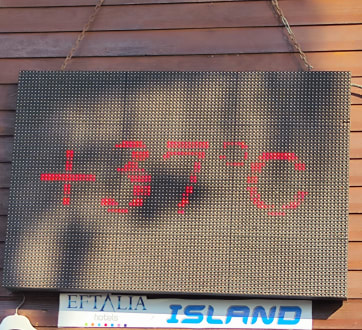 +37°C
EFTALIA ISLAND
hotels